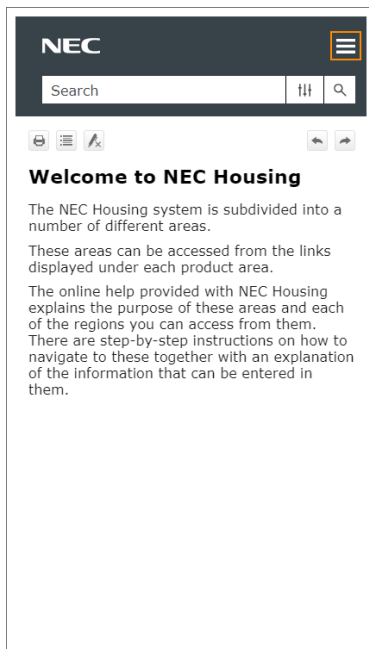 NEC
Search
Welcome to NEC Housing
The NEC Housing system is subdivided into a
number of different areas.
These areas can be accessed from the links
displayed under each product area.
The online help provided with NEC Housing
explains the purpose of these areas and each
of the regions you can access from them.
There are step-by-step instructions on how to
navigate to these together with an explanation
of the information that can be entered in
them.